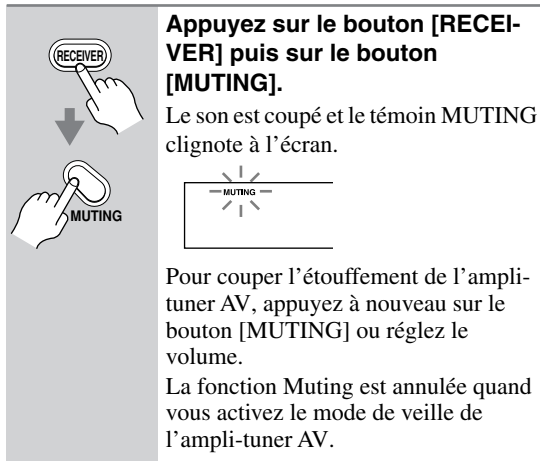 RECEIVER
MUTING
Appuyez sur le bouton [RECEI-
VER] puis sur le bouton
[MUTING].
Le son est coupé et le témoin MUTING
clignote à l’écran.
MUTING
Pour couper l’étouffement de l’ampli-
tuner AV, appuyez à nouveau sur le
bouton [MUTING] ou réglez le
volume.
La fonction Muting est annulée quand
vous activez le mode de veille de
l’ampli-tuner AV.